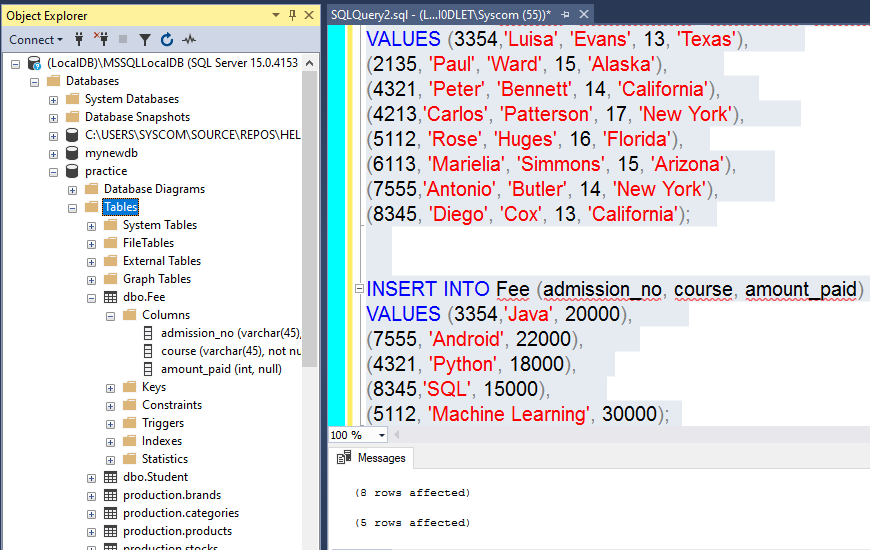 Object Explorer
Connect
(LocalDB)\MSSQLLocalDB (SQL Server 15.0.4153
Databases
System Databases
Database Snapshots
C:\USERS\SYSCOM\SOURCE\REPOS\HEL
mynewdb
practice
Database Diagrams
Tables
System Tables
FileTables
External Tables
Graph Tables
dbo.Fee
Columns
admission_no (varchar(45),
course (varchar(45), not nu
amount_paid (int, null)
Keys
Constraints
Triggers
Indexes
Statistics
dbo.Student
production.brands
production.categories
production.products
production.stocks
SQLQuery2.sql - (L...I0DLET\Syscom (55))*
VALUES (3354,'Luisa', 'Evans', 13, 'Texas'),
(2135, 'Paul', 'Ward', 15, 'Alaska'),
(4321, 'Peter', 'Bennett', 14, 'California'),
(4213,'Carlos', 'Patterson', 17, 'New York'),
(5112, 'Rose', 'Huges', 16, 'Florida'),
(6113, 'Marielia', 'Simmons', 15, 'Arizona'),
(7555,'Antonio', 'Butler', 14, 'New York'),
(8345, 'Diego', 'Cox', 13, 'California');
INSERT INTO Fee (admission_no, course, amount_paid)
VALUES (3354,'Java', 20000),
(7555, 'Android', 22000),
(4321, 'Python', 18000),
(8345,'SQL', 15000),
(5112, 'Machine Learning', 30000);
100 %
Messages
(8 rows affected)
(5 rows affected)